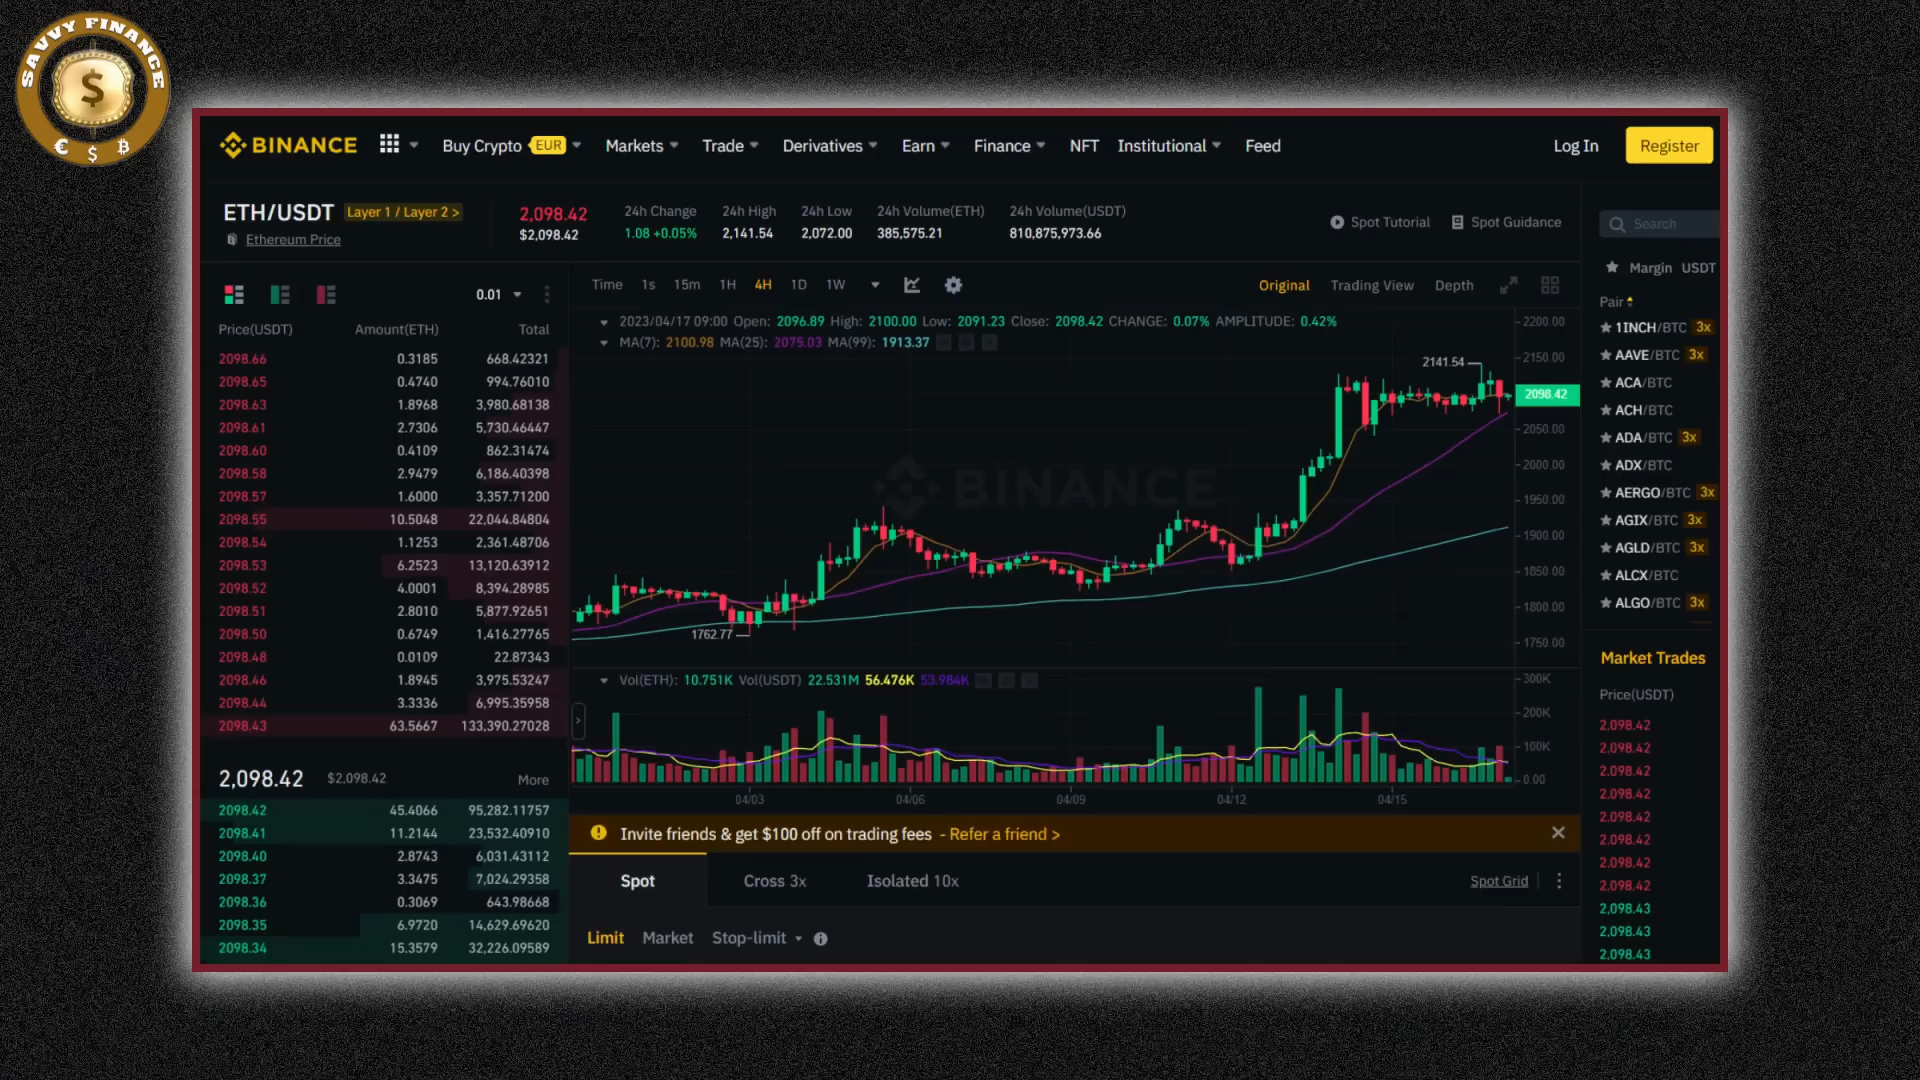 SAVVY FINANCE
$
€ $ ₿
BINANCE
Buy Crypto EUR Markets Trade Derivatives Earn Finance NFT Institutional Feed
Log In Register
ETH/USDT Layer 1 / Layer 2 >
Ethereum Price
2,098.42
$2,098.42
24h Change
1.08 +0.05%
24h High
2,141.54
24h Low
2,072.00
24h Volume(ETH)
385,575.21
24h Volume(USDT)
810,875,973.66
Spot Tutorial Spot Guidance
0.01
Price(USDT) Amount(ETH) Total
2098.66 0.3185 668.42321
2098.65 0.4740 994.76010
2098.63 1.8968 3,980.68138
2098.61 2.7306 5,730.46447
2098.60 0.4109 862.31474
2098.58 2.9479 6,186.40398
2098.57 1.6000 3,357.71200
2098.55 10.5048 22,044.84804
2098.54 1.1253 2,361.48706
2098.53 6.2523 13,120.63912
2098.52 4.0001 8,394.28985
2098.51 2.8010 5,877.92651
2098.50 0.6749 1,416.27765
2098.48 0.0109 22.87343
2098.46 1.8945 3,975.53247
2098.44 3.3336 6,995.35958
2098.43 63.5667 133,390.27028
2,098.42 $2,098.42 More
2098.42 45.4066 95,282.11757
2098.41 11.2144 23,532.40910
2098.40 2.8743 6,031.43112
2098.37 3.3475 7,024.29358
2098.36 0.3069 643.98668
2098.35 6.9720 14,629.69620
2098.34 15.3579 32,226.09589
Time 1s 15m 1H 4H 1D 1W
Original Trading View Depth
2023/04/17 09:00 Open: 2096.89 High: 2100.00 Low: 2091.23 Close: 2098.42 CHANGE: 0.07% AMPLITUDE: 0.42%
MA(7): 2100.98 MA(25): 2075.03 MA(99): 1913.37
2200.00
2150.00
2141.54
2098.42
2050.00
2000.00
BINANCE
1950.00
1900.00
1850.00
1800.00
1762.77
1750.00
Vol(ETH): 10.751K Vol(USDT) 22.531M 56.476K 53.984K
300K
200K
100K
0.00
04/03 04/06 04/09 04/12 04/15
Invite friends & get $100 off on trading fees - Refer a friend >
Spot Cross 3x Isolated 10x Spot Grid
Limit Market Stop-limit
Search
Margin USDT
Pair
1INCH/BTC 3x
AAVE/BTC 3x
ACA/BTC
ACH/BTC
ADA/BTC 3x
ADX/BTC
AERGO/BTC 3x
AGIX/BTC 3x
AGLD/BTC 3x
ALCX/BTC
ALGO/BTC 3x
Market Trades
Price(USDT)
2,098.42
2,098.42
2,098.42
2,098.42
2,098.42
2,098.42
2,098.42
2,098.42
2,098.43
2,098.43
2,098.43